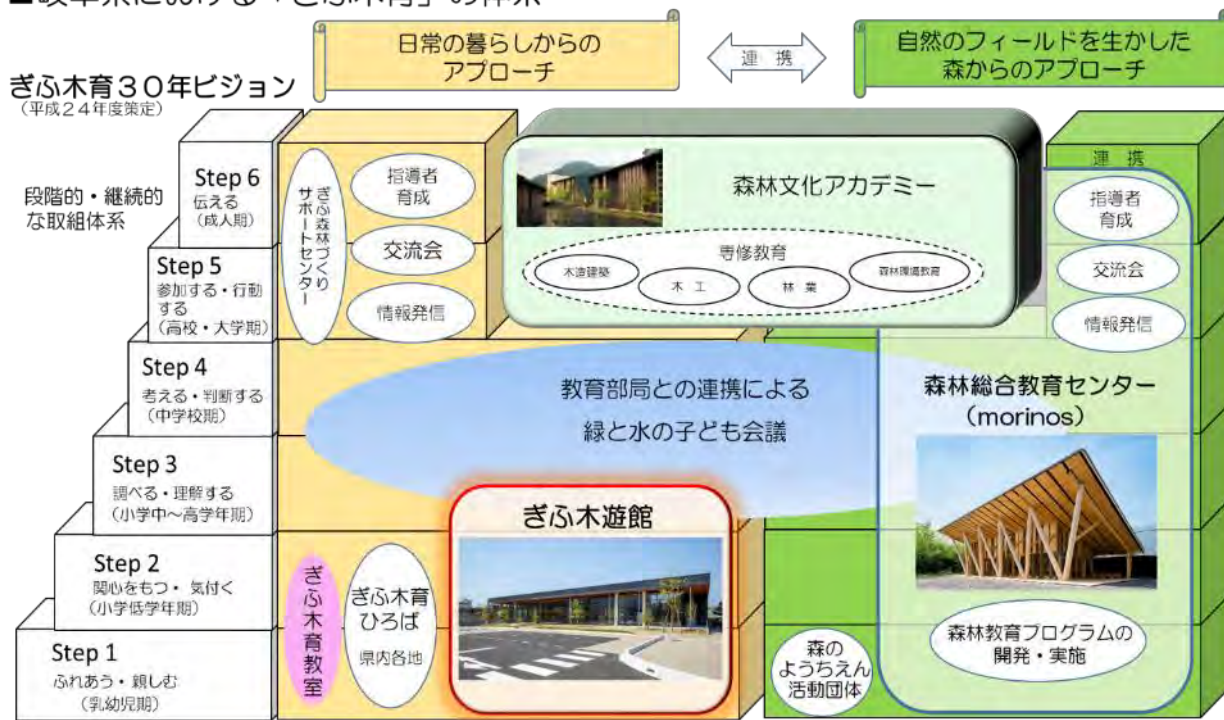 ■岐阜県における「ぎふ木育」の体系
日常の暮らしからの
アプローチ
連 携
自然のフィールドを生かした
森からのアプローチ
ぎふ木育30年ビジョン
(平成24年度策定)
段階的・継続的
な取組体系
Step 6
伝える
(成人期)
Step 5
参加する・行動
する
(高校・大学期)
Step 4
考える・判断する
(中学校期)
Step 3
調べる・理解する
(小学中~高学年期)
Step 2
関心をもつ・ 気付く
(小学低学年期)
Step 1
ふれあう・親しむ
(乳幼児期)
ぎふ森林づくり
サポートセンター
指導者
育成
交流会
情報発信
森林文化アカデミー
専修教育
木造建築
木 工
林 業
森林環境教育
連 携
指導者
育成
交流会
情報発信
教育部局との連携による
緑と水の子ども会議
森林総合教育センター
(morinos)
ぎふ木遊館
ぎふ木育教室
ぎふ木育
ひろば
県内各地
森の
ようちえん
活動団体
森林教育プログラムの
開発・実施